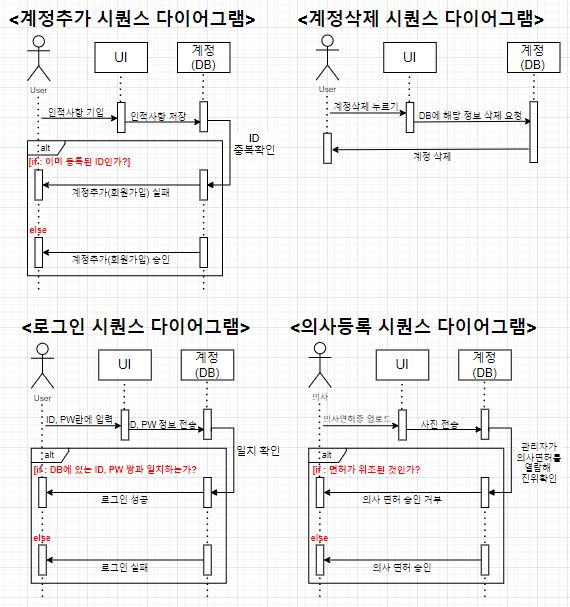 <계정추가 시퀀스 다이어그램>
User
UI
계정
(DB)
인적사항 기입
인적사항 저장
ID
중복확인
alt
[if : 이미 등록된 ID인가?]
계정추가(회원가입) 실패
else
계정추가(회원가입) 승인
<계정삭제 시퀀스 다이어그램>
User
UI
계정
(DB)
계정삭제 누르기
DB에 해당 정보 삭제 요청
계정 삭제
<로그인 시퀀스 다이어그램>
User
UI
계정
(DB)
ID, PW란에 입력
D, PW 정보 전송
일치 확인
alt
[if : DB에 있는 ID, PW 쌍과 일치하는가?
로그인 성공
else
로그인 실패
<의사등록 시퀀스 다이어그램>
의사
UI
계정
(DB)
의사면허증 업로드
사진 전송
관리자가
의사면허를
열람해
진위확인
alt
[if : 면허가 위조된 것인가?
의사 면허 승인 거부
else
의사 면허 승인